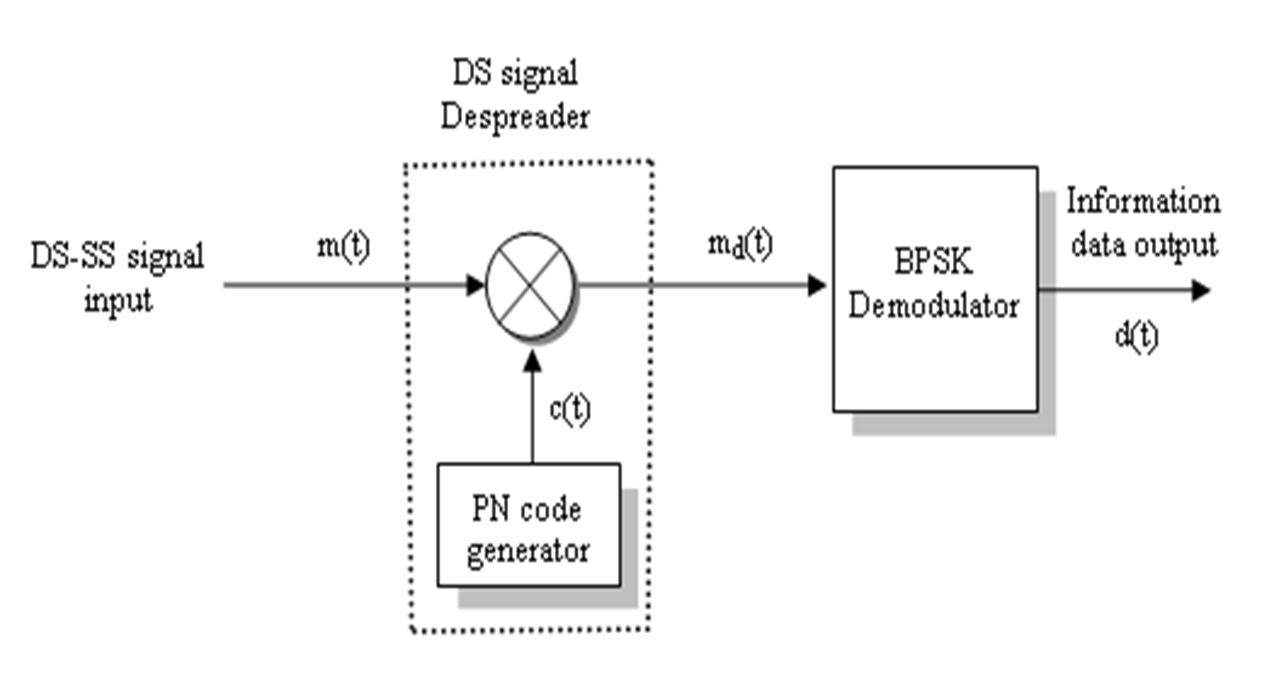 DS signal
Despreader
DS-SS signal
input
m(t)
md(t)
BPSK
Demodulator
Information
data output
d(t)
c(t)
PN code
generator